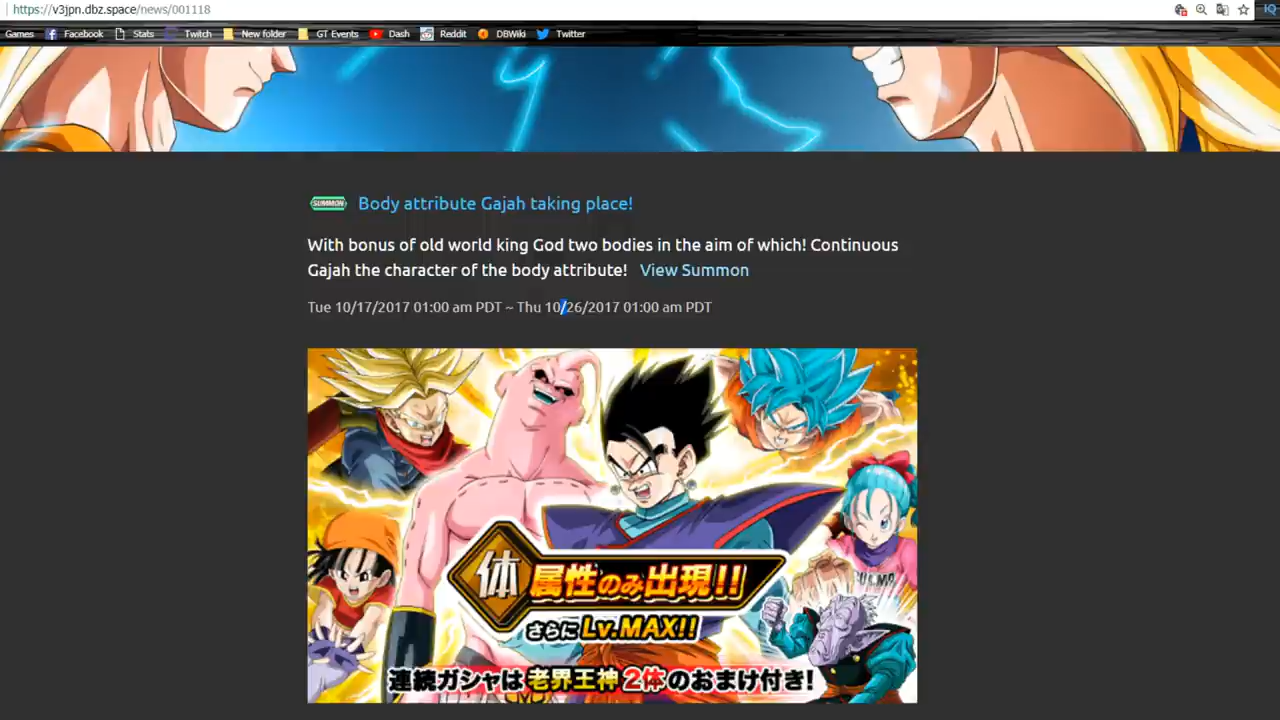 https://v3jpn.dbz.space/news/001118
Games Facebook Stats Twitch New folder GT Events Dash Reddit DBWiki Twitter
SUMMON Body attribute Gajah taking place!
With bonus of old world king God two bodies in the aim of which! Continuous
Gajah the character of the body attribute! View Summon
Tue 10/17/2017 01:00 am PDT ~ Thu 10/26/2017 01:00 am PDT
体 属性のみ出現!!
さらにLv.MAX!!
連続ガシャは老界王神2体のおまけ付き!